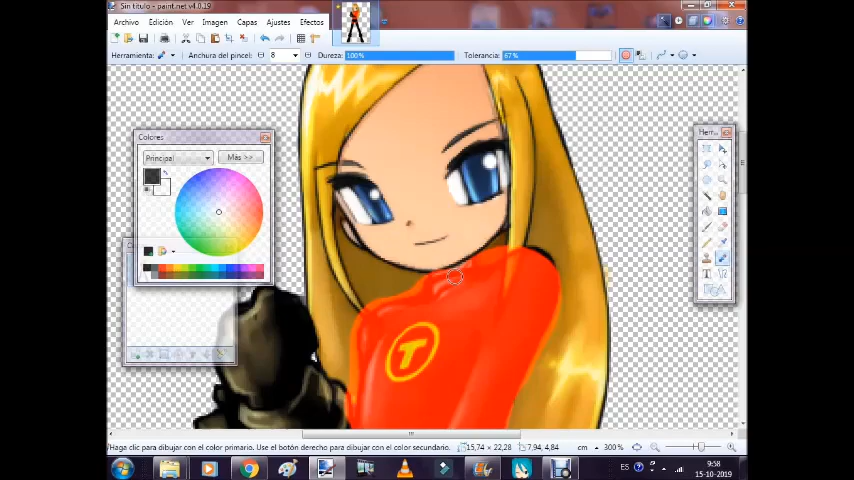 Sin título - paint.net v4.0.19
Archivo Edición Ver Imagen Capas Ajustes Efectos
Herramienta: Anchura del pincel: 8 Dureza: 100% Tolerancia: 67%
Colores
Principal Más >>
Herr...
T
T
Haga clic para dibujar con el color primario. Use el botón derecho para dibujar con el color secundario. 15,74 × 22,28 7,94, 4,84 cm 300%
ES 9:58
15-10-2019